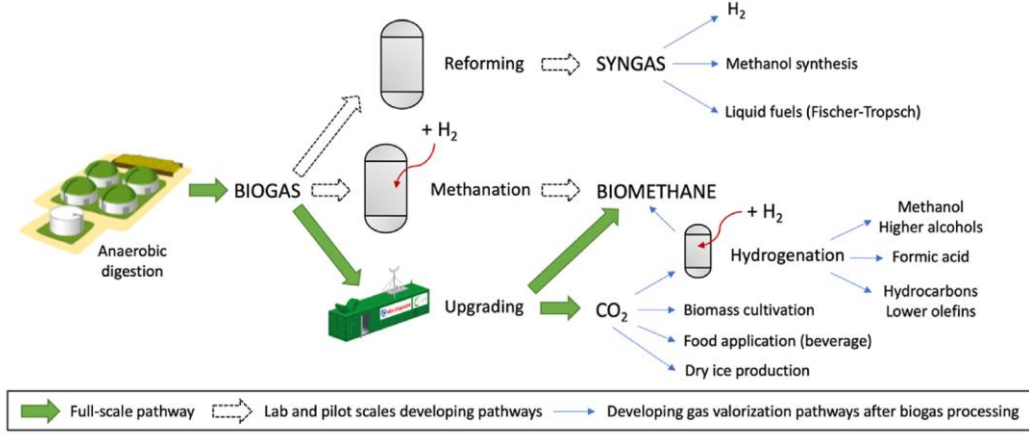 H₂
Reforming
SYNGAS
Methanol synthesis
Liquid fuels (Fischer-Tropsch)
+ H₂
BIOGAS
Methanation
BIOMETHANE
Anaerobic
digestion
+ H₂
Hydrogenation
Methanol
Higher alcohols
Formic acid
Hydrocarbons
Lower olefins
Upgrading
CO₂
Biomass cultivation
Food application (beverage)
Dry ice production
Full-scale pathway
Lab and pilot scales developing pathways
Developing gas valorization pathways after biogas processing